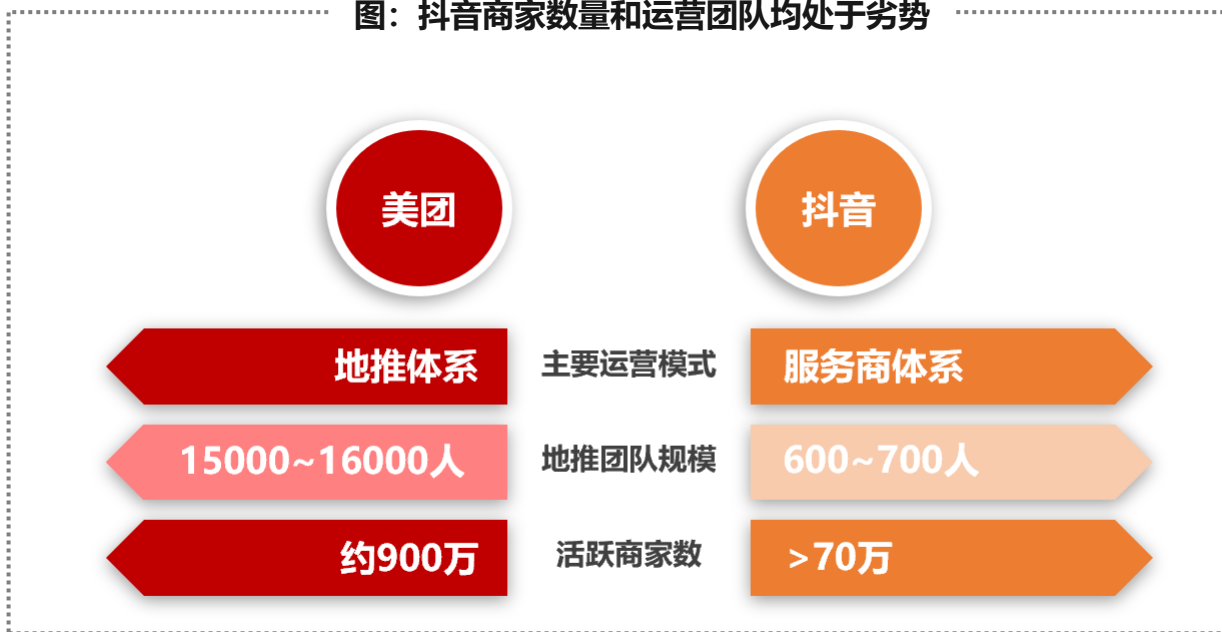 图：抖音商家数量和运营团队均处于劣势
美团
抖音
地推体系
主要运营模式
服务商体系
15000~16000人
地推团队规模
600~700人
约900万
活跃商家数
>70万